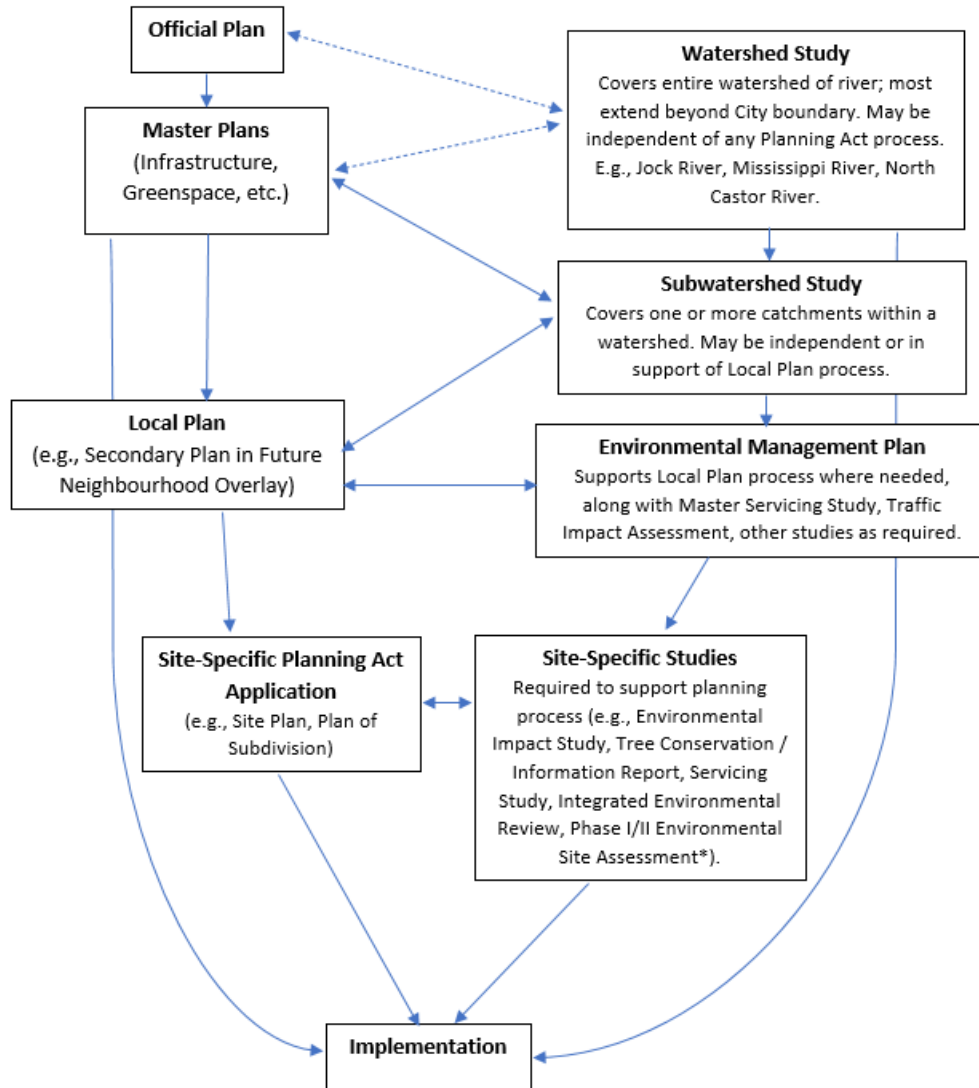 Official Plan
Watershed Study
Covers entire watershed of river; most
extend beyond City boundary. May be
independent of any Planning Act process.
E.g., Jock River, Mississippi River, North
Castor River.
Master Plans
(Infrastructure,
Greenspace, etc.)
Subwatershed Study
Covers one or more catchments within a
watershed. May be independent or in
support of Local Plan process.
Local Plan
(e.g., Secondary Plan in Future
Neighbourhood Overlay)
Environmental Management Plan
Supports Local Plan process where needed,
along with Master Servicing Study, Traffic
Impact Assessment, other studies as required.
Site-Specific Planning Act
Application
(e.g., Site Plan, Plan of
Subdivision)
Site-Specific Studies
Required to support planning
process (e.g., Environmental
Impact Study, Tree Conservation /
Information Report, Servicing
Study, Integrated Environmental
Review, Phase I/II Environmental
Site Assessment*).
Implementation